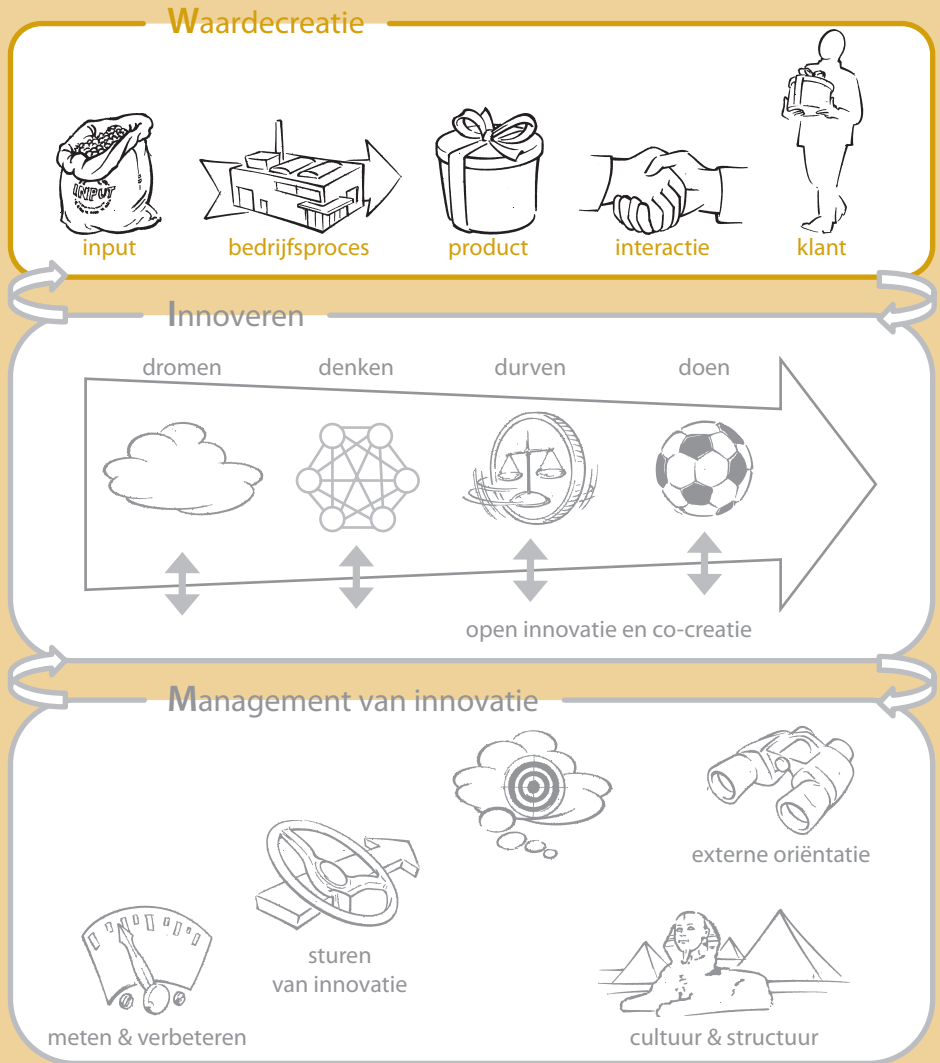 Waardecreatie
INPUT
input
bedrijfsproces
product
interactie
klant
Innoveren
dromen
denken
durven
doen
open innovatie en co-creatie
Management van innovatie
externe oriëntatie
sturen
van innovatie
meten & verbeteren
cultuur & structuur